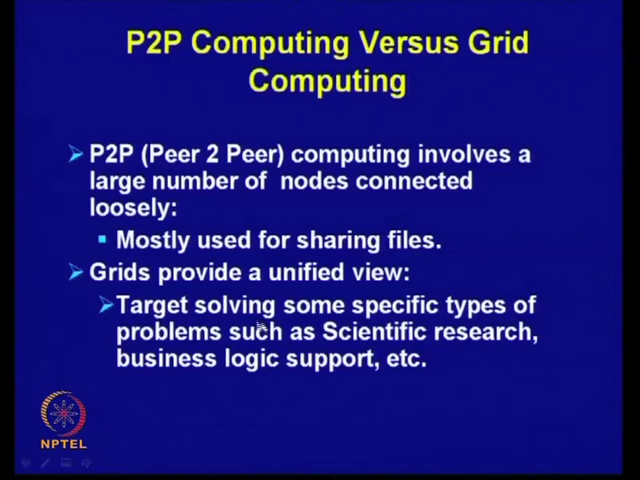 P2P Computing Versus Grid
Computing
P2P (Peer 2 Peer) computing involves a
large number of nodes connected
loosely:
Mostly used for sharing files.
Grids provide a unified view:
Target solving some specific types of
problems such as Scientific research,
business logic support, etc.
NPTEL